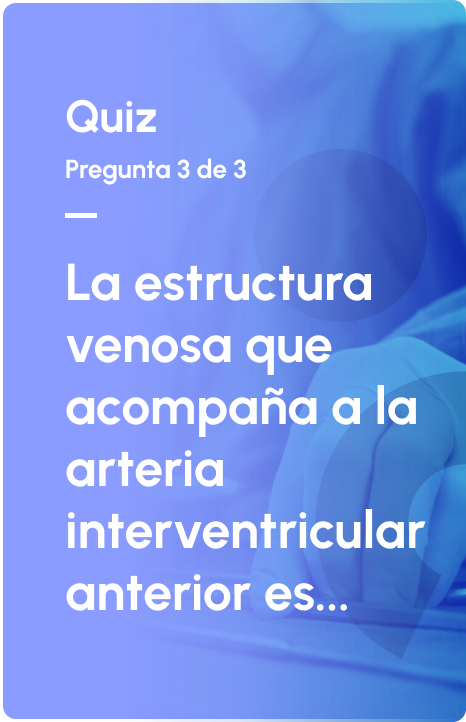 Quiz
Pregunta 3 de 3
La estructura
venosa que
acompaña a la
arteria
interventricular
anterior es...